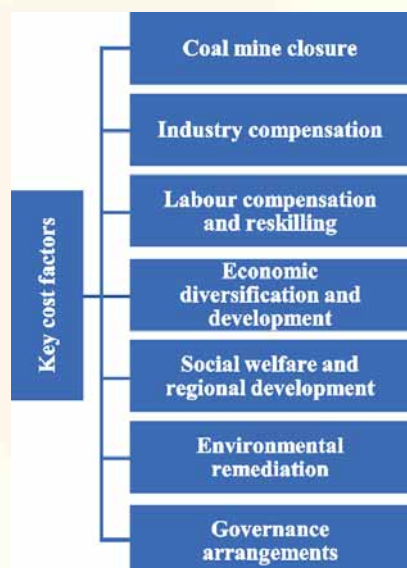 Key cost factors
Coal mine closure
Industry compensation
Labour compensation
and reskilling
Economic
diversification and
development
Social welfare and
regional development
Environmental
remediation
Governance
arrangements